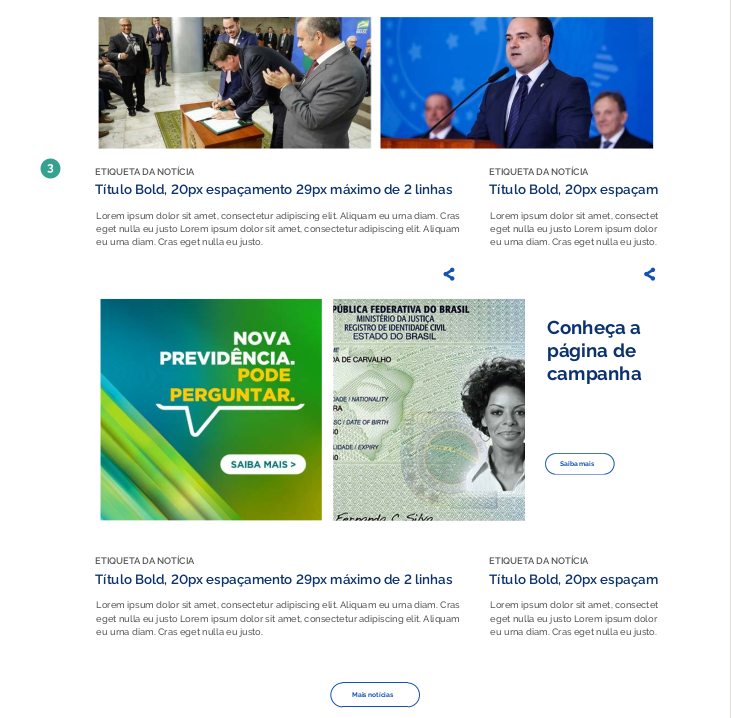 3
ETIQUETA DA NOTÍCIA
Título Bold, 20px espaçamento 29px máximo de 2 linhas
Lorem ipsum dolor sit amet, consectetur adipiscing elit. Aliquam eu urna diam. Cras
eget nulla eu justo Lorem ipsum dolor sit amet, consectetur adipiscing elit. Aliquam
eu urna diam. Cras eget nulla eu justo.
ETIQUETA DA NOTÍCIA
Título Bold, 20px espaçam
Lorem ipsum dolor sit amet, consectet
eget nulla eu justo Lorem ipsum dolor
eu urna diam. Cras eget nulla eu justo.
NOVA
PREVIDÊNCIA.
PODE
PERGUNTAR.
SAIBA MAIS >
PÚBLICA FEDERATIVA DO BRASIL
MINISTÉRIO DA JUSTIÇA
REGISTRO DE IDENTIDADE CIVIL
ESTADO DO BRASIL
DA DE CARVALHO
DADE / NATIONALITY
RA
SC / DATE OF BIRTH
LIDADE / EXPIRY
Fernanda C. Silva
Conheça a
página de
campanha
Saiba mais
ETIQUETA DA NOTÍCIA
Título Bold, 20px espaçamento 29px máximo de 2 linhas
Lorem ipsum dolor sit amet, consectetur adipiscing elit. Aliquam eu urna diam. Cras
eget nulla eu justo Lorem ipsum dolor sit amet, consectetur adipiscing elit. Aliquam
eu urna diam. Cras eget nulla eu justo.
ETIQUETA DA NOTÍCIA
Título Bold, 20px espaçam
Lorem ipsum dolor sit amet, consectet
eget nulla eu justo Lorem ipsum dolor
eu urna diam. Cras eget nulla eu justo.
Mais notícias